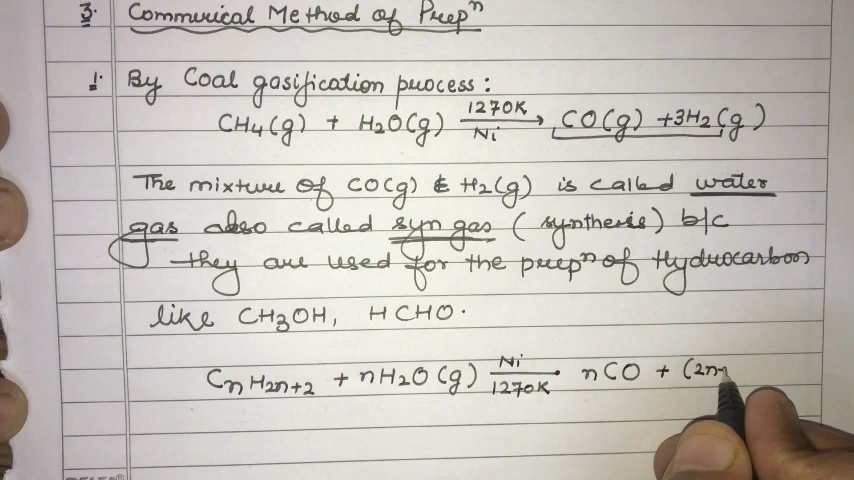 3. Commerical Method of Prepⁿ
1. By Coal gasification process:
CH4(g) + H2O(g) 1270K Ni → CO(g) +3H2(g)
The mixture of CO(g) & H2(g) is called water
gas also called syn gas (synthesis) b/c
they are used for the prepⁿ of Hydrocarbon
like CH3OH, HCHO.
CnH2n+2 + nH2O(g) Ni 1270K nCO + (2n